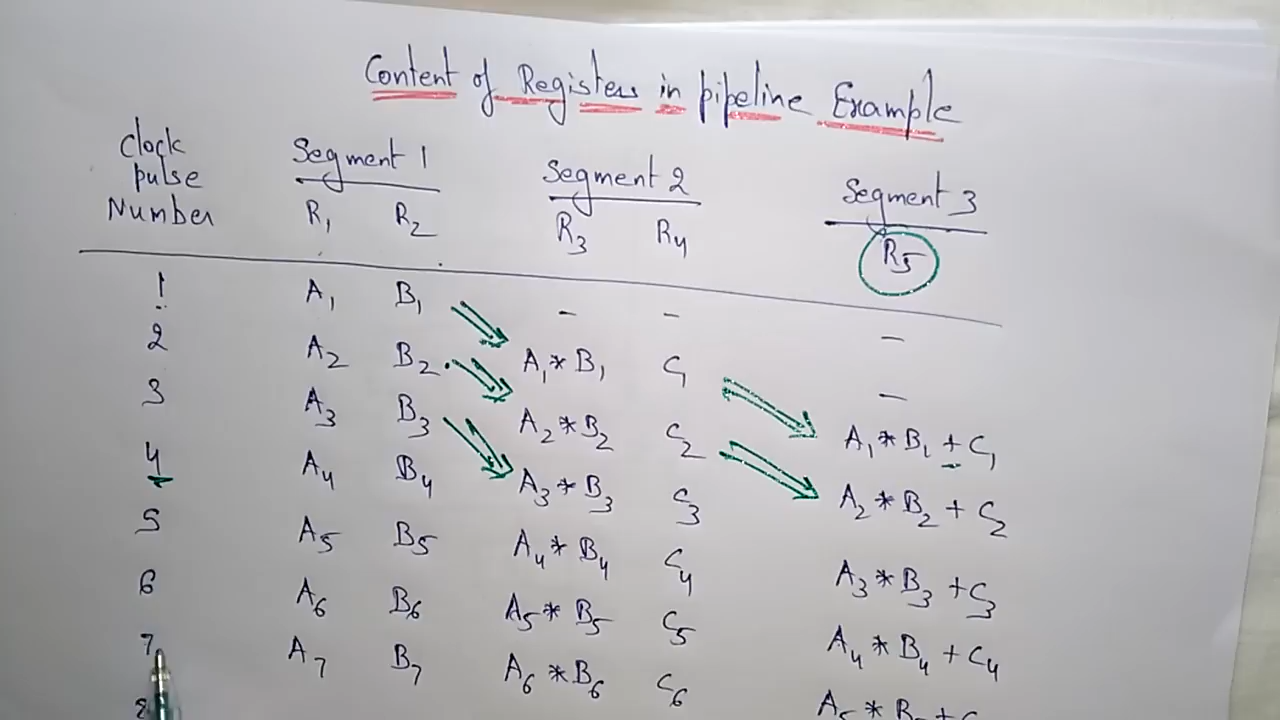 Content of Registers in pipeline Example
Clock pulse Number
Segment 1
Segment 2
Segment 3
R1 R2 R3 R4 R5
1 A1 B1 - - -
2 A2 B2 A1 * B1 C1 -
3 A3 B3 A2 * B2 C2 A1 * B1 + C1
4 A4 B4 A3 * B3 C3 A2 * B2 + C2
5 A5 B5 A4 * B4 C4 A3 * B3 + C3
6 A6 B6 A5 * B5 C5 A4 * B4 + C4
7 A7 B7 A6 * B6 C6 A5 *